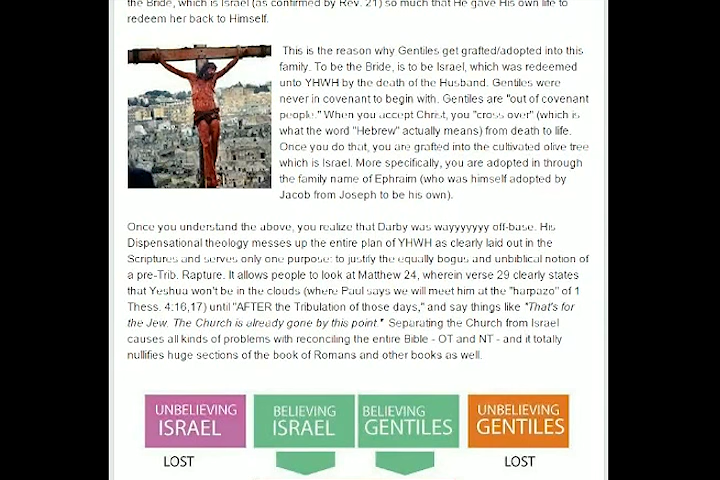 the Bride, which is Israel (as confirmed by Rev. 21) so much that He gave His own life to
redeem her back to Himself.
This is the reason why Gentiles get grafted/adopted into this
family. To be the Bride, is to be Israel, which was redeemed
unto YHWH by the death of the Husband. Gentiles were
never in covenant to begin with. Gentiles are "out of covenant
people." When you accept Christ, you "cross over" (which is
what the word "Hebrew" actually means) from death to life.
Once you do that, you are grafted into the cultivated olive tree
which is Israel. More specifically, you are adopted in through
the family name of Ephraim (who was himself adopted by
Jacob from Joseph to be his own).
Once you understand the above, you realize that Darby was wayyyyyyy off-base. His
Dispensational theology messes up the entire plan of YHWH as clearly laid out in the
Scriptures and serves only one purpose: to justify the equally bogus and unbiblical notion of
a pre-Trib. Rapture. It allows people to look at Matthew 24, wherein verse 29 clearly states
that Yeshua won't be in the clouds (where Paul says we will meet him at the "harpazo" of 1
Thess. 4:16,17) until "AFTER the Tribulation of those days," and say things like "That's for
the Jew. The Church is already gone by this point." Separating the Church from Israel
causes all kinds of problems with reconciling the entire Bible - OT and NT - and it totally
nullifies huge sections of the book of Romans and other books as well.
UNBELIEVING ISRAEL
BELIEVING ISRAEL
BELIEVING GENTILES
UNBELIEVING GENTILES
LOST
LOST